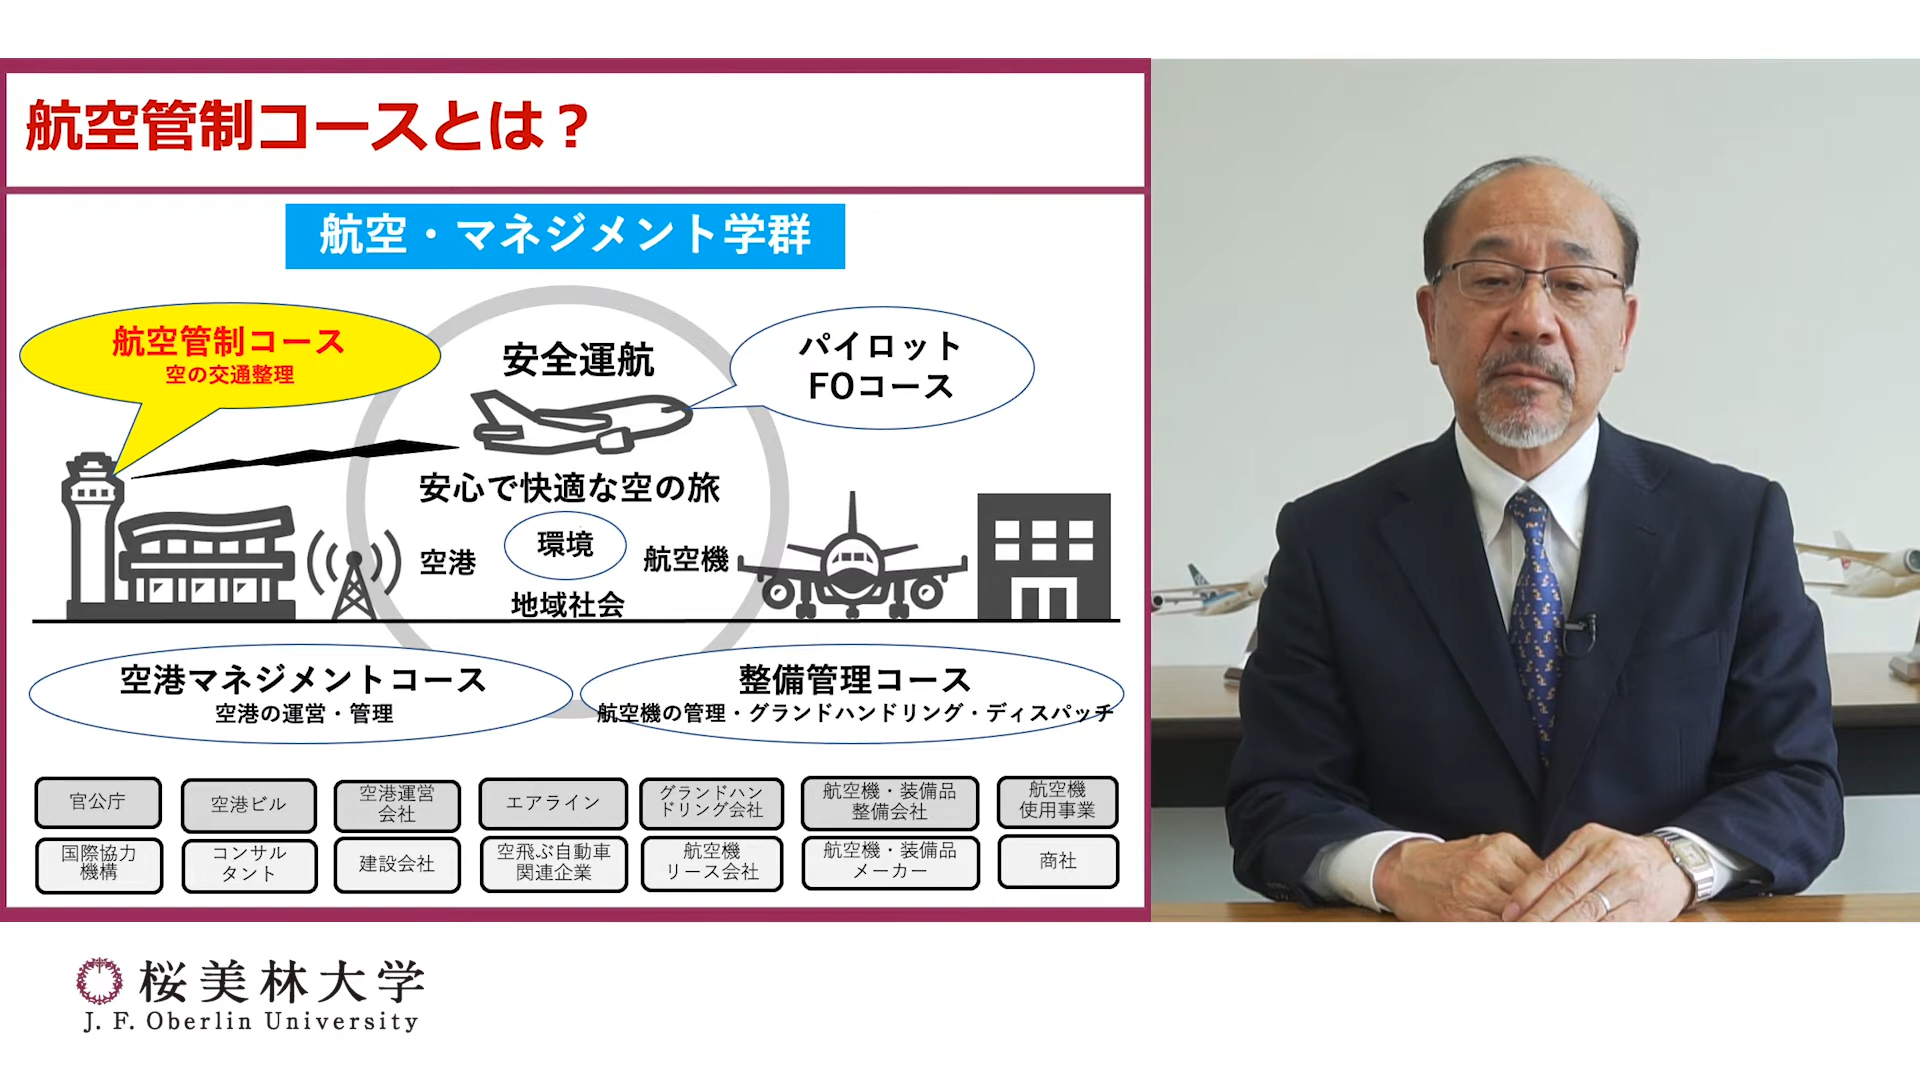 航空管制コースとは？
航空・マネジメント学群
航空管制コース
空の交通整理
安全運航
パイロット
FOコース
安心で快適な空の旅
環境
空港
航空機
地域社会
空港マネジメントコース
空港の運営・管理
整備管理コース
航空機の管理・グランドハンドリング・ディスパッチ
官公庁
空港ビル
空港運営
会社
エアライン
グランドハン
ドリング会社
航空機・装備品
整備会社
航空機
使用事業
国際協力
機構
コンサル
タント
建設会社
空飛ぶ自動車
関連企業
航空機
リース会社
航空機・装備品
メーカー
商社
桜美林大学
J. F. Oberlin University